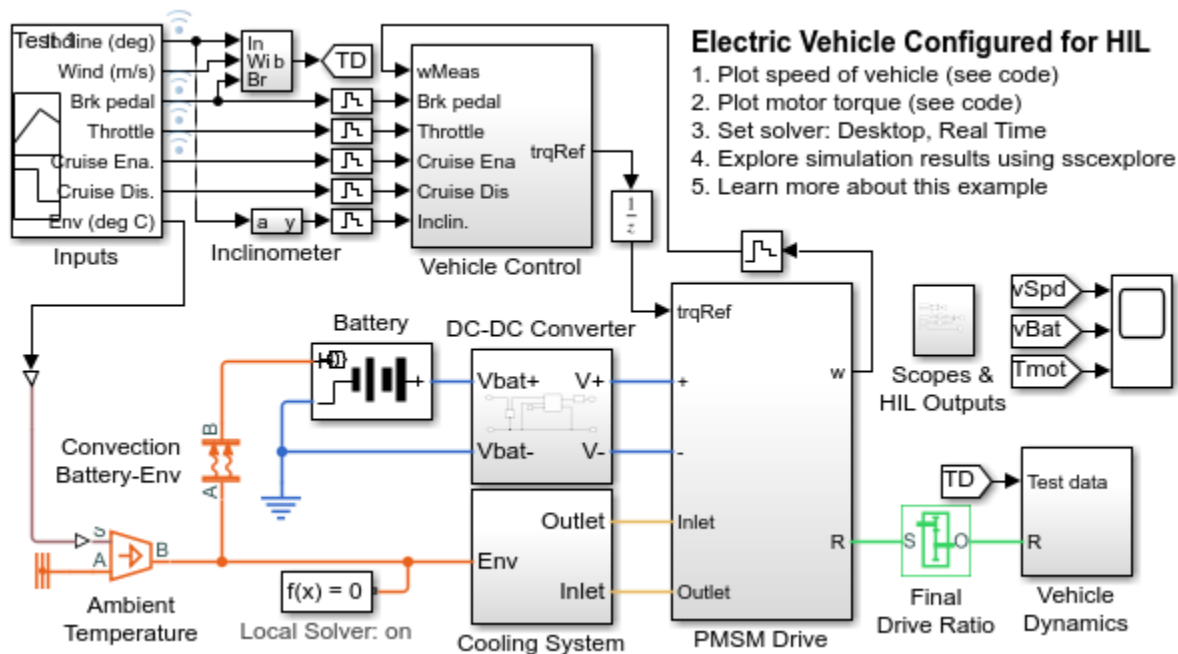 Test 1
Incline (deg)
Wind (m/s)
Brk pedal
Throttle
Cruise Ena.
Cruise Dis.
Env (deg C)
Inputs
In
Wi b
Br
TD
a y
Inclinometer
wMeas
Brk pedal
Throttle
Cruise Ena
Cruise Dis
Inclin.
trqRef
Vehicle Control
1
z
Electric Vehicle Configured for HIL
1. Plot speed of vehicle (see code)
2. Plot motor torque (see code)
3. Set solver: Desktop, Real Time
4. Explore simulation results using sscexplore
5. Learn more about this example
vSpd
vBat
Tmot
Scopes &
HIL Outputs
Battery
+
-
DC-DC Converter
Vbat+ V+
Vbat- V-
trqRef
w
+
-
Inlet
R
Outlet
PMSM Drive
Convection
Battery-Env
B
A
S
A
B
Ambient
Temperature
f(x) = 0
Local Solver: on
Outlet
Env
Inlet
Cooling System
S O
Final
Drive Ratio
TD
Test data
R
Vehicle
Dynamics